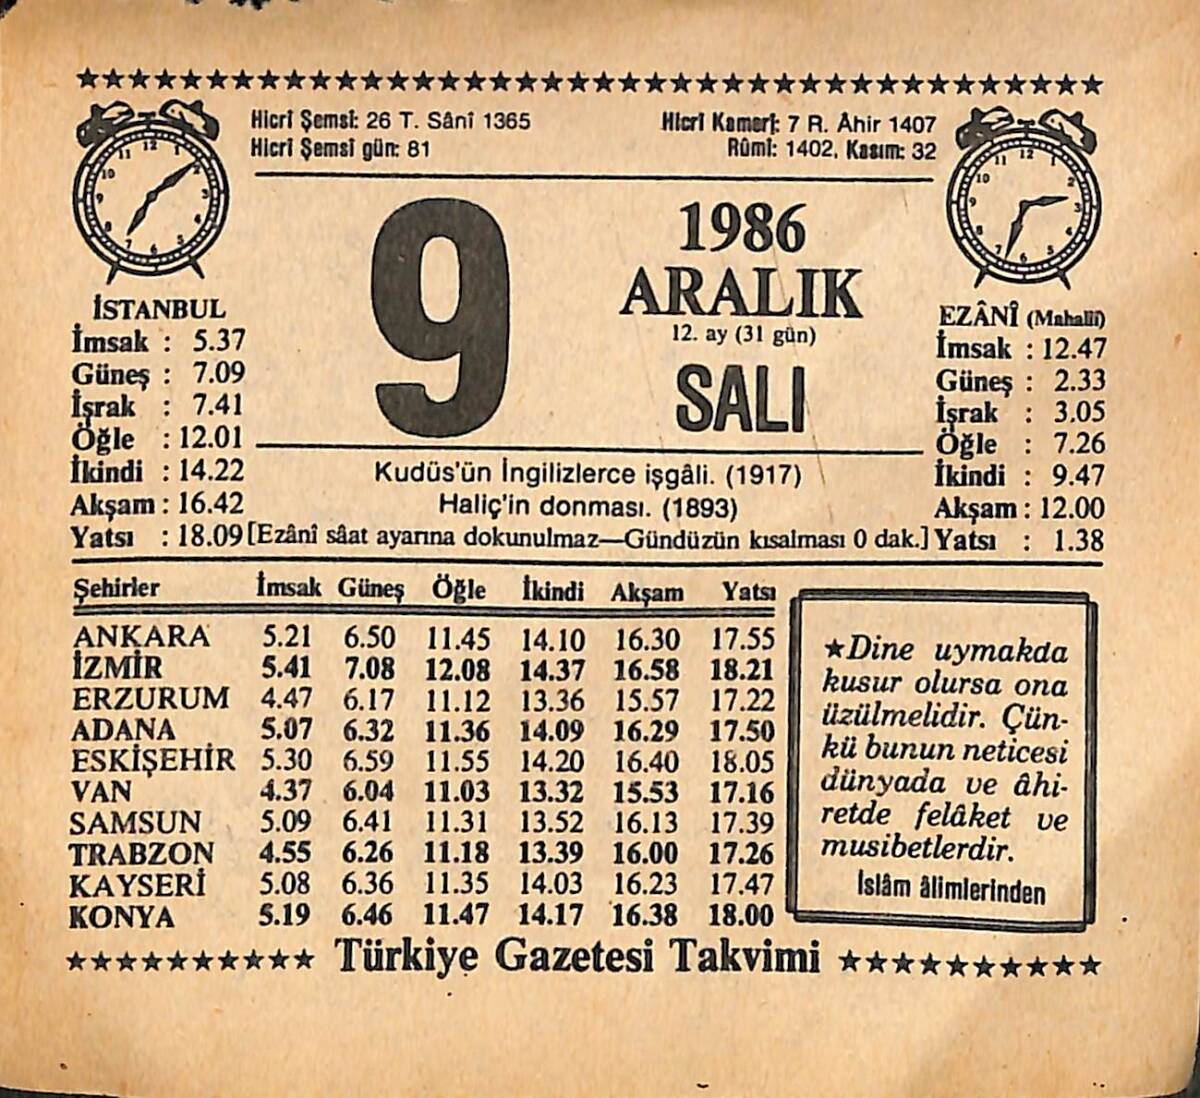 Hicrî Şemsî: 26 T. Sânî 1365
Hicrî Şemsî gün: 81
Hicrî Kamerî: 7 R. Âhir 1407
Rûmî: 1402, Kasım: 32
9
1986
ARALIK
12. ay (31 gün)
SALI
İSTANBUL
İmsak : 5.37
Güneş : 7.09
İşrak : 7.41
Öğle : 12.01
İkindi : 14.22
Akşam : 16.42
Yatsı : 18.09
EZÂNÎ (Mahallî)
İmsak : 12.47
Güneş : 2.33
İşrak : 3.05
Öğle : 7.26
İkindi : 9.47
Akşam : 12.00
Yatsı : 1.38
Kudüs'ün İngilizlerce işgâli. (1917)
Haliç'in donması. (1893)
[Ezânî sâat ayarına dokunulmaz—Gündüzün kısalması 0 dak.]
Şehirler İmsak Güneş Öğle İkindi Akşam Yatsı
ANKARA 5.21 6.50 11.45 14.10 16.30 17.55
İZMİR 5.41 7.08 12.08 14.37 16.58 18.21
ERZURUM 4.47 6.17 11.12 13.36 15.57 17.22
ADANA 5.07 6.32 11.36 14.09 16.29 17.50
ESKİŞEHİR 5.30 6.59 11.55 14.20 16.40 18.05
VAN 4.37 6.04 11.03 13.32 15.53 17.16
SAMSUN 5.09 6.41 11.31 13.52 16.13 17.39
TRABZON 4.55 6.26 11.18 13.39 16.00 17.26
KAYSERİ 5.08 6.36 11.35 14.03 16.23 17.47
KONYA 5.19 6.46 11.47 14.17 16.38 18.00
★Dine uymakda
kusur olursa ona
üzülmelidir. Çün-
kü bunun neticesi
dünyada ve âhi-
retde felâket ve
musibetlerdir.
İslâm âlimlerinden
Türkiye Gazetesi Takvimi